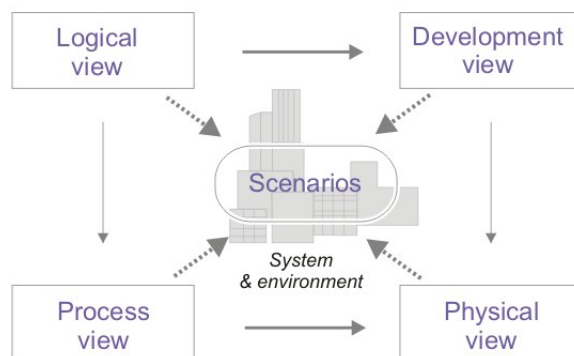 Logical
view
Development
view
Scenarios
System
& environment
Process
view
Physical
view